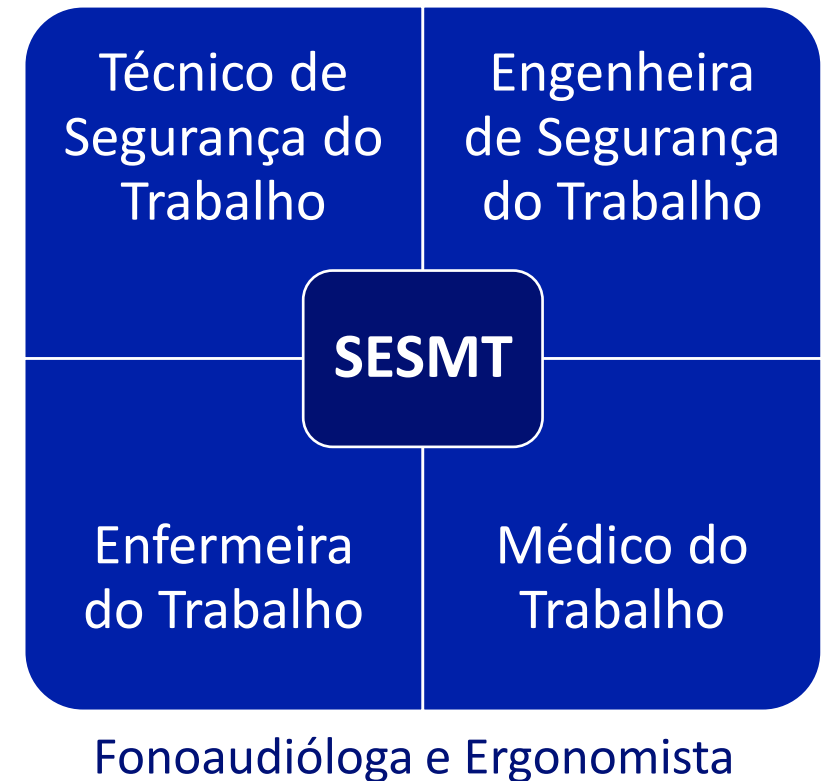 Técnico de
Segurança do
Trabalho
Engenheira
de Segurança
do Trabalho
SESMT
Enfermeira
do Trabalho
Médico do
Trabalho
Fonoaudióloga e Ergonomista